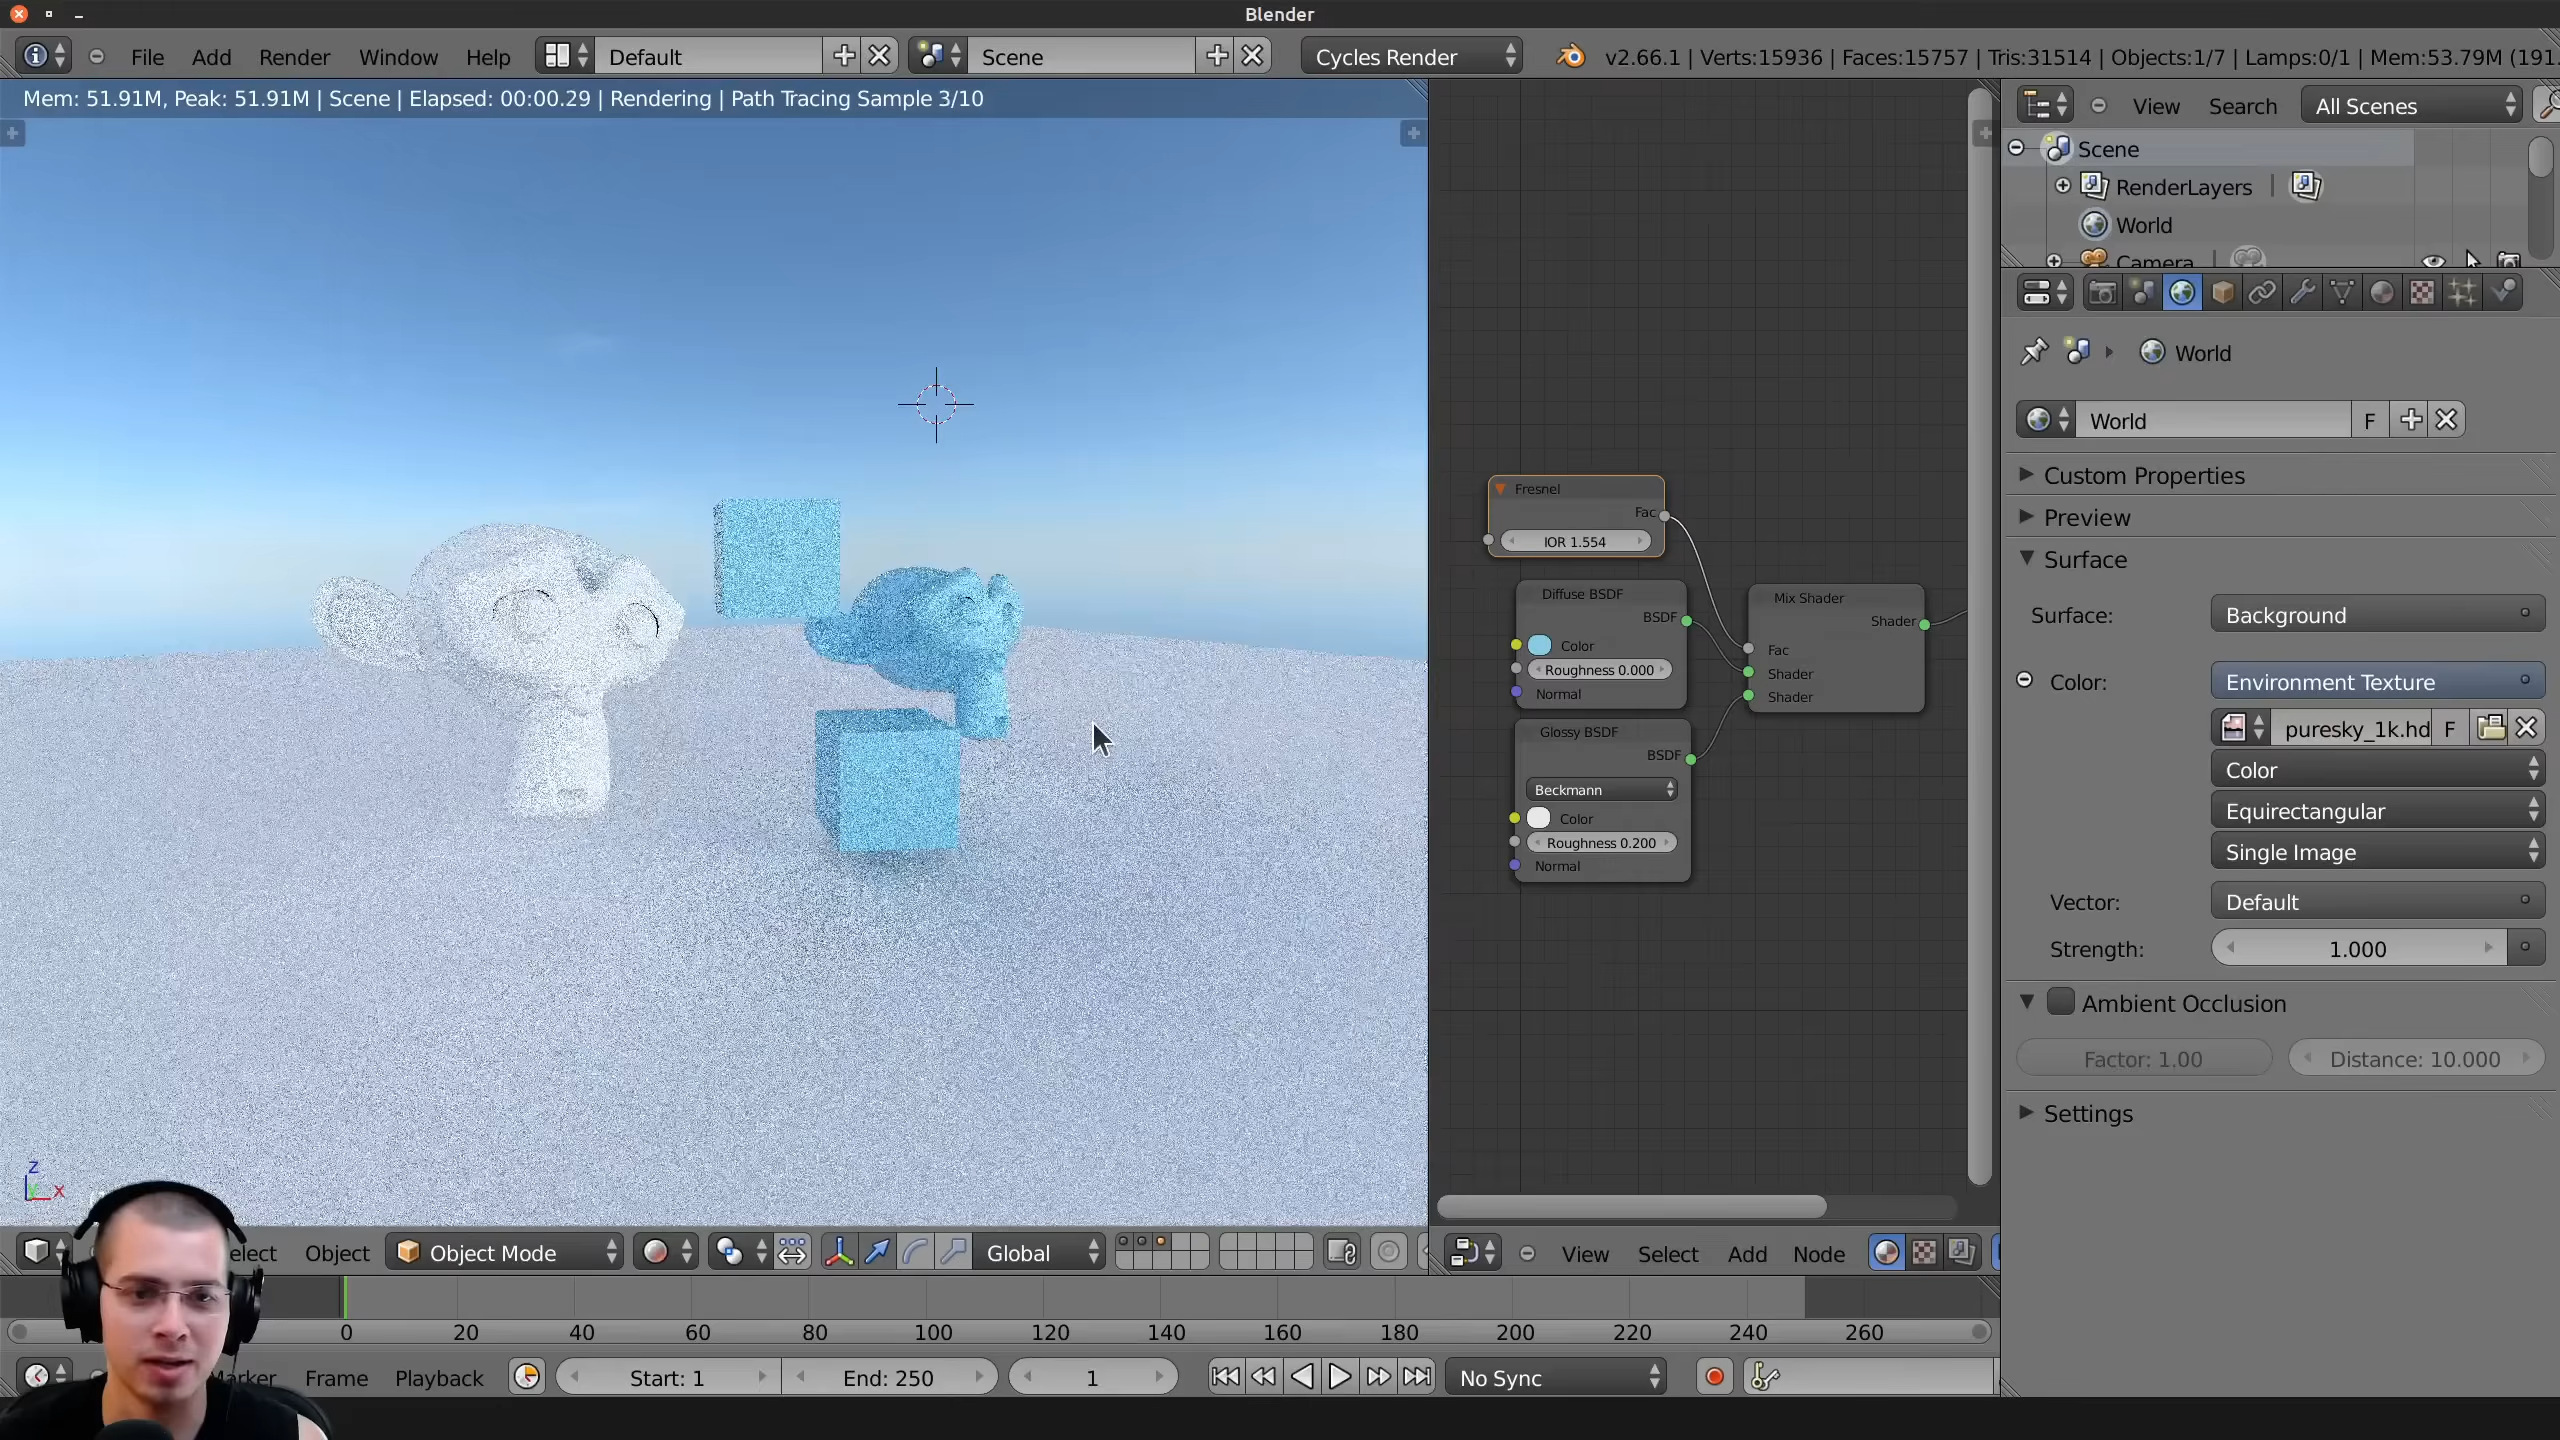 Blender
File Add Render Window Help Default Scene Cycles Render v2.66.1 | Verts:15936 | Faces:15757 | Tris:31514 | Objects:1/7 | Lamps:0/1 | Mem:53.79M (191.
Mem: 51.91M, Peak: 51.91M | Scene | Elapsed: 00:00.29 | Rendering | Path Tracing Sample 3/10
View Search All Scenes
Scene
RenderLayers
World
Camera
World
World F
Custom Properties
Preview
Surface
Surface: Background
Color: Environment Texture
puresky_1k.hd F
Color
Equirectangular
Single Image
Vector: Default
Strength: 1.000
Ambient Occlusion
Factor: 1.00 Distance: 10.000
Settings
Fresnel
Fac
IOR 1.554
Diffuse BSDF
BSDF
Color
Roughness 0.000
Normal
Mix Shader
Shader
Fac
Shader
Shader
Glossy BSDF
BSDF
Beckmann
Color
Roughness 0.200
Normal
z
y x
elect Object Object Mode Global
View Select Add Node
0 20 40 60 80 100 120 140 160 180 200 220 240 260
Marker Frame Playback Start: 1 End: 250 1 No Sync